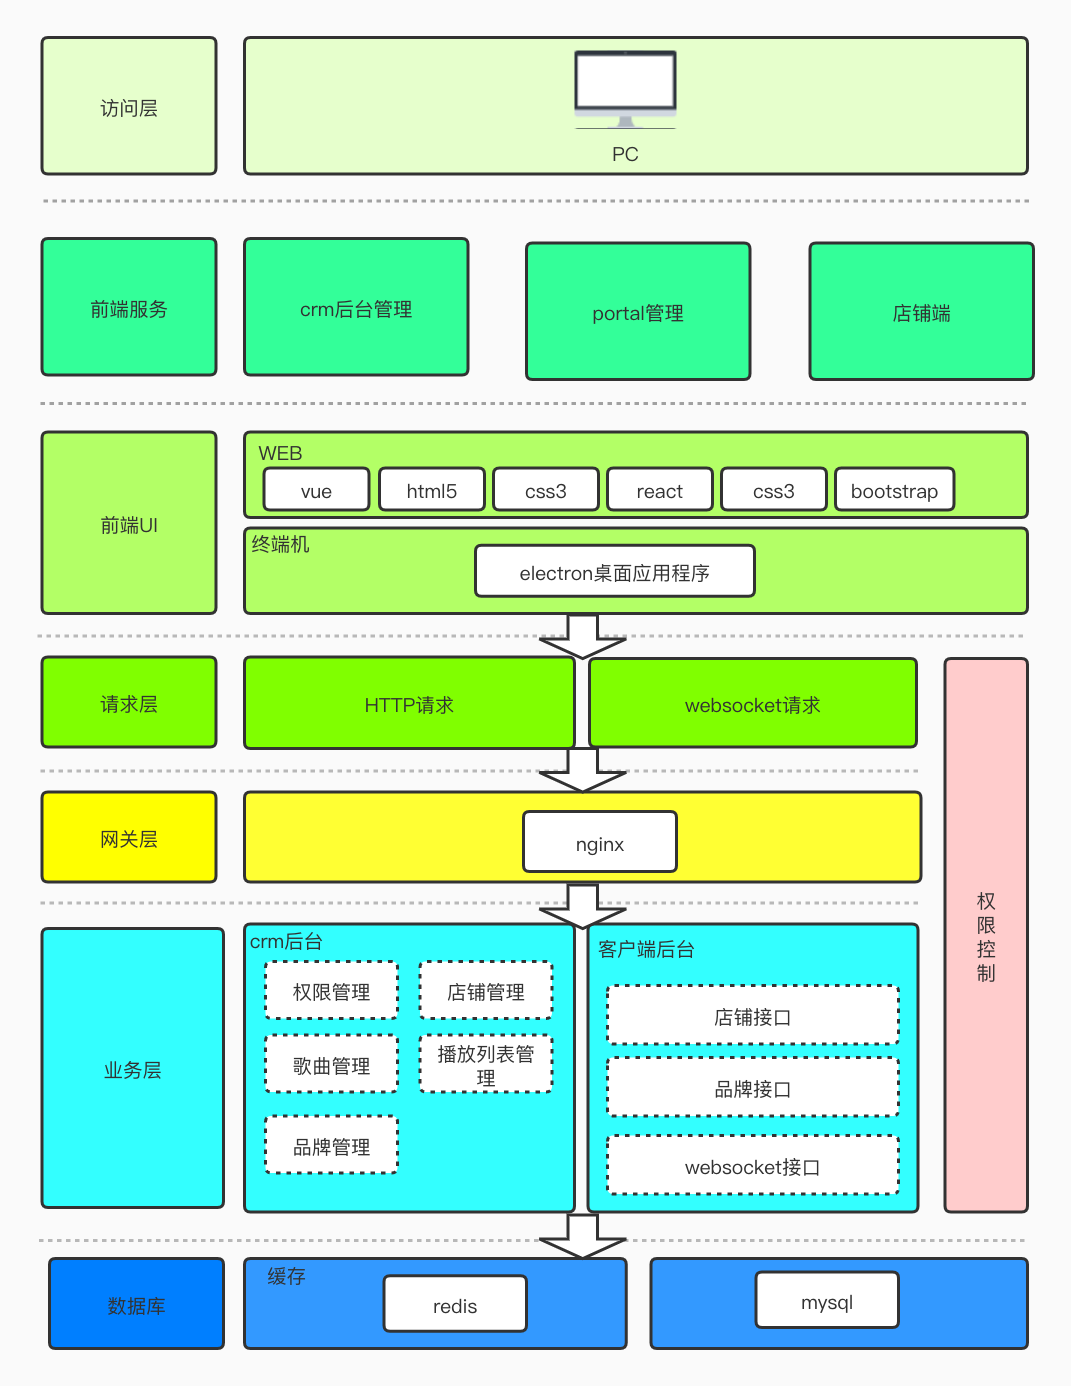 访问层
PC
前端服务
crm后台管理
portal管理
店铺端
前端UI
WEB
vue
html5
css3
react
css3
bootstrap
终端机
electron桌面应用程序
请求层
HTTP请求
websocket请求
网关层
nginx
权
限
控
制
业务层
crm后台
权限管理
店铺管理
歌曲管理
播放列表管
理
品牌管理
客户端后台
店铺接口
品牌接口
websocket接口
数据库
缓存
redis
mysql